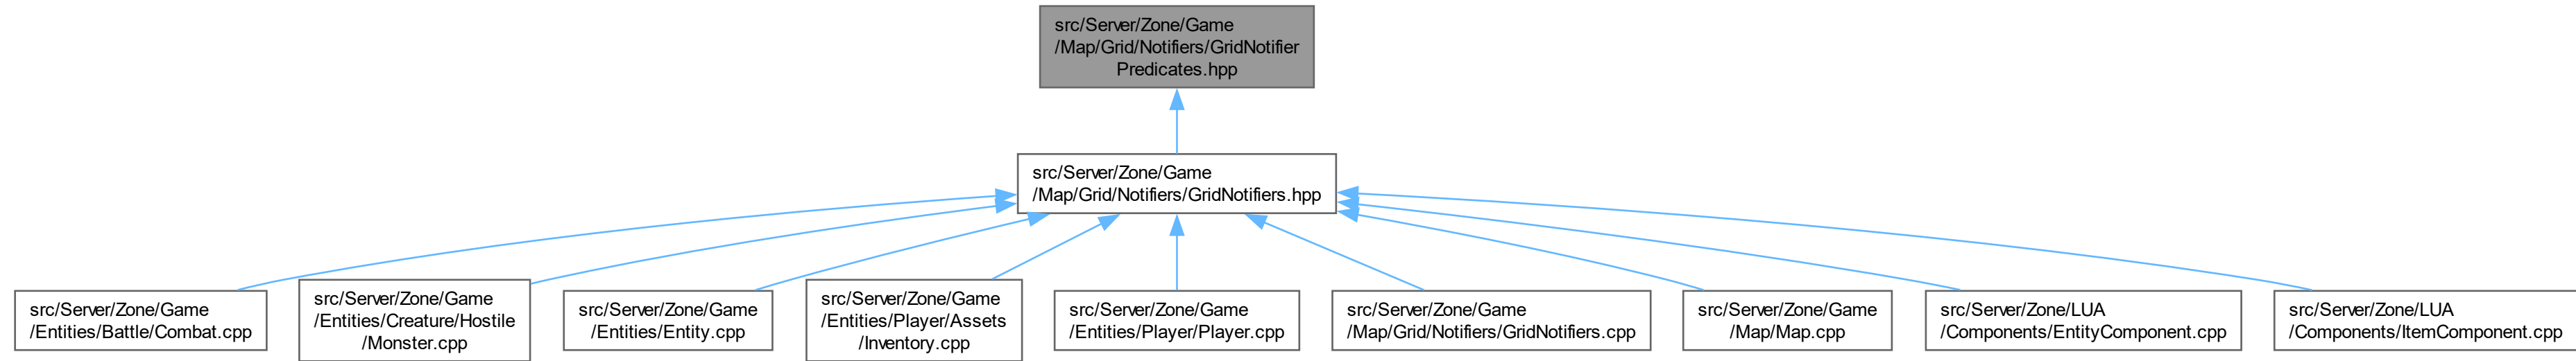 src/Server/Zone/Game
/Map/Grid/Notifiers/GridNotifier
Predicates.hpp
src/Server/Zone/Game
/Map/Grid/Notifiers/GridNotifiers.hpp
src/Server/Zone/Game
/Entities/Battle/Combat.cpp
src/Server/Zone/Game
/Entities/Creature/Hostile
/Monster.cpp
src/Server/Zone/Game
/Entities/Entity.cpp
src/Server/Zone/Game
/Entities/Player/Assets
/Inventory.cpp
src/Server/Zone/Game
/Entities/Player/Player.cpp
src/Server/Zone/Game
/Map/Grid/Notifiers/GridNotifiers.cpp
src/Server/Zone/Game
/Map/Map.cpp
src/Server/Zone/LUA
/Components/EntityComponent.cpp
src/Server/Zone/LUA
/Components/ItemComponent.cpp